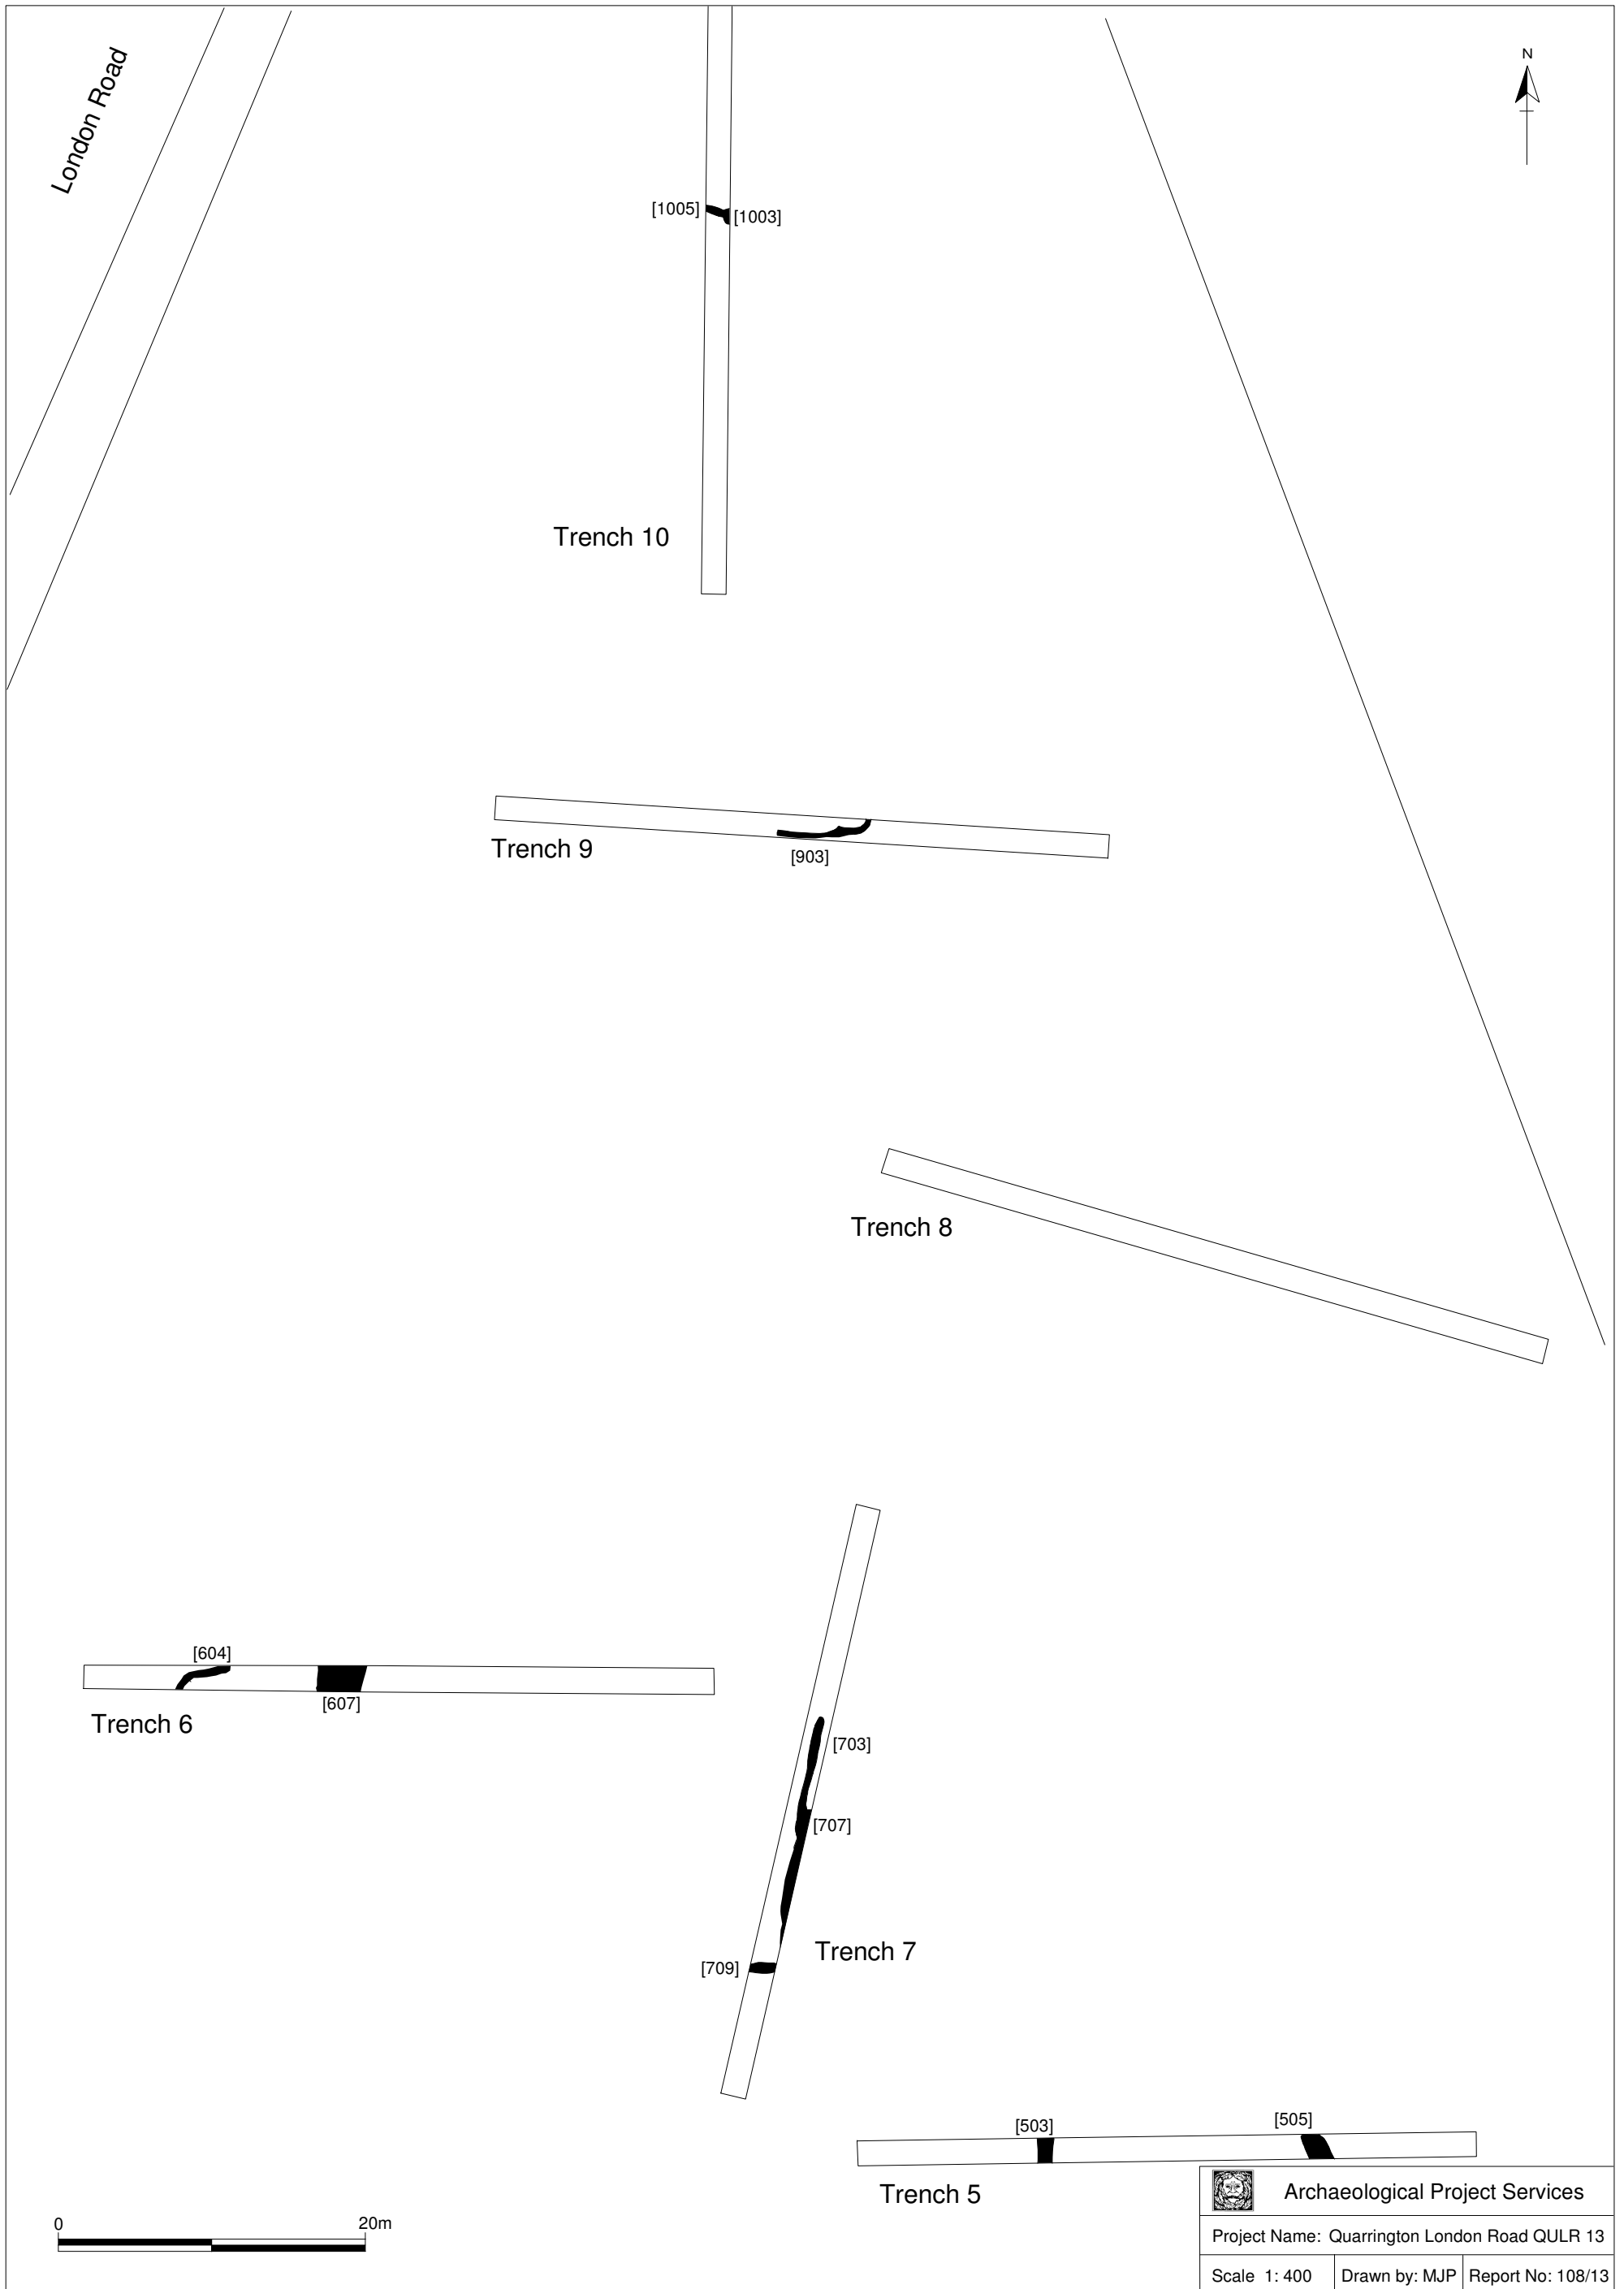 London Road
N
[1005]
[1003]
Trench 10
Trench 9
[903]
Trench 8
[604]
[607]
Trench 6
[703]
[707]
Trench 7
[709]
[503]
[505]
Trench 5
0
20m
Archaeological Project Services
Project Name: Quarrington London Road QULR 13
Scale 1: 400
Drawn by: MJP
Report No: 108/13